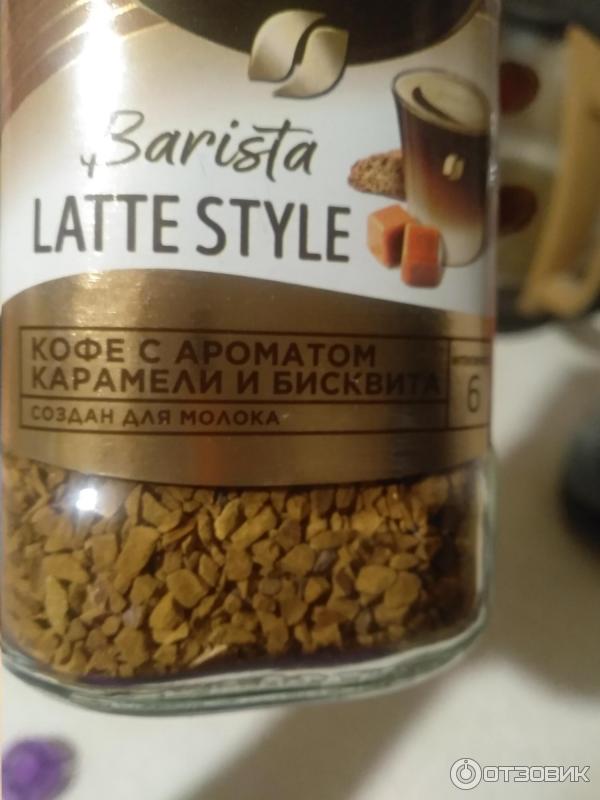 Barista
LATTE STYLE
КОФЕ С АРОМАТОМ
КАРАМЕЛИ И БИСКВИТА
СОЗДАН ДЛЯ МОЛОКА
6
ОТЗОВИК